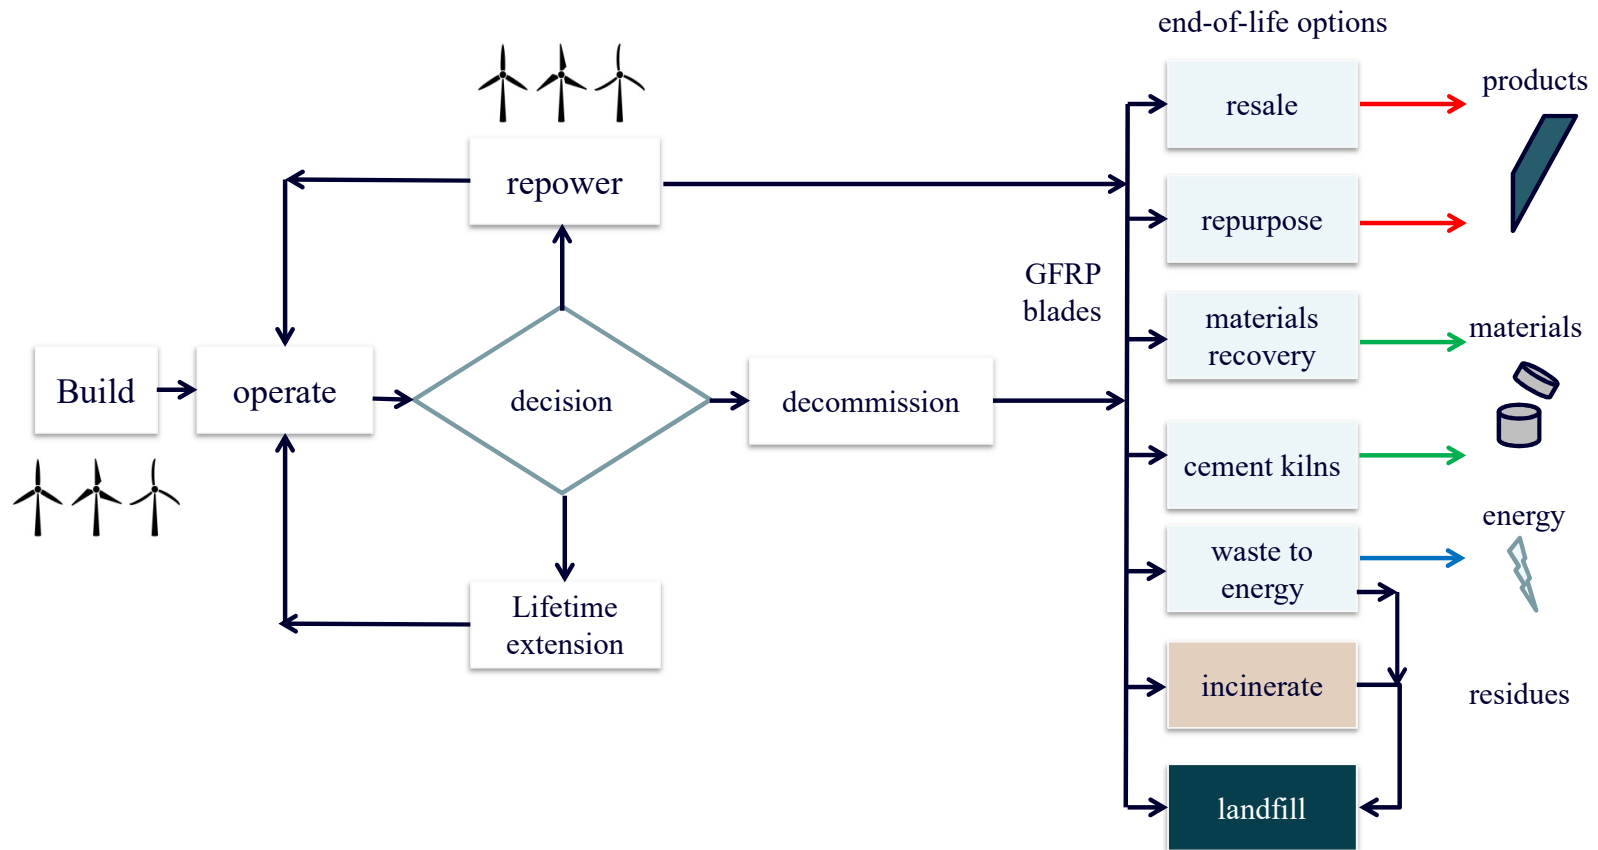 end-of-life options
resale
products
repower
repurpose
GFRP
blades
materials
recovery
materials
Build
operate
decision
decommission
cement kilns
energy
waste to
energy
Lifetime
extension
incinerate
residues
landfill